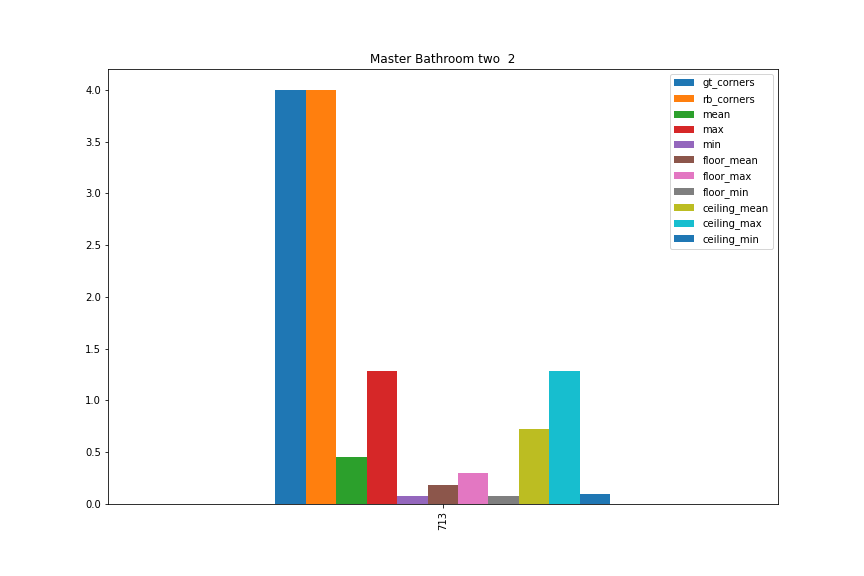 Master Bathroom two  2
4.0
3.5
3.0
2.5
2.0
1.5
1.0
0.5
0.0
713
gt_corners
rb_corners
mean
max
min
floor_mean
floor_max
floor_min
ceiling_mean
ceiling_max
ceiling_min